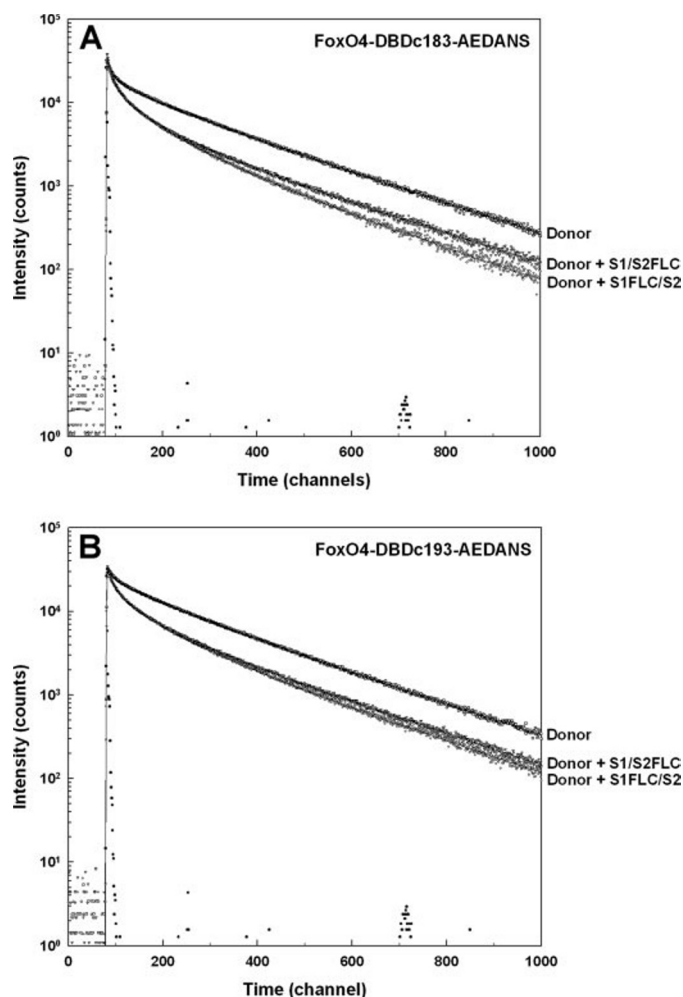 A
FoxO4-DBDc183-AEDANS
10^5
10^4
10^3
10^2
10^1
10^0
Intensity (counts)
Donor
Donor + S1/S2FLC
Donor + S1FLC/S2
0 200 400 600 800 1000
Time (channels)
B
FoxO4-DBDc193-AEDANS
10^5
10^4
10^3
10^2
10^1
10^0
Intensity (counts)
Donor
Donor + S1/S2FLC
Donor + S1FLC/S2
0 200 400 600 800 1000
Time (channel)